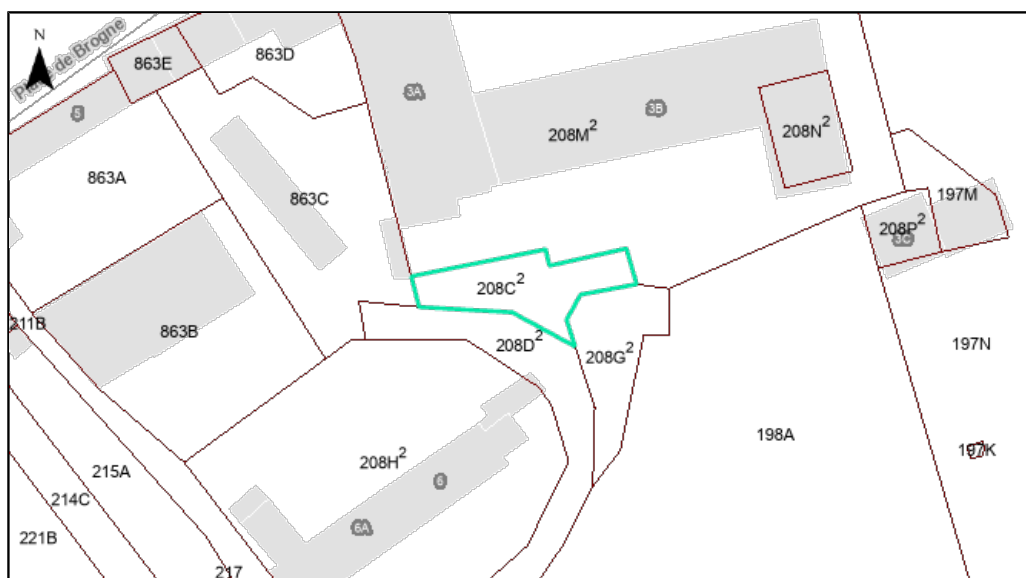 N
Place de Brogne
863E
863D
5
3A
3B
208M²
208N²
863A
863C
197M
208P²
3C
208C²
211B
863B
208D²
208G²
197N
198A
197K
208H²
215A
6
214C
6A
221B
217